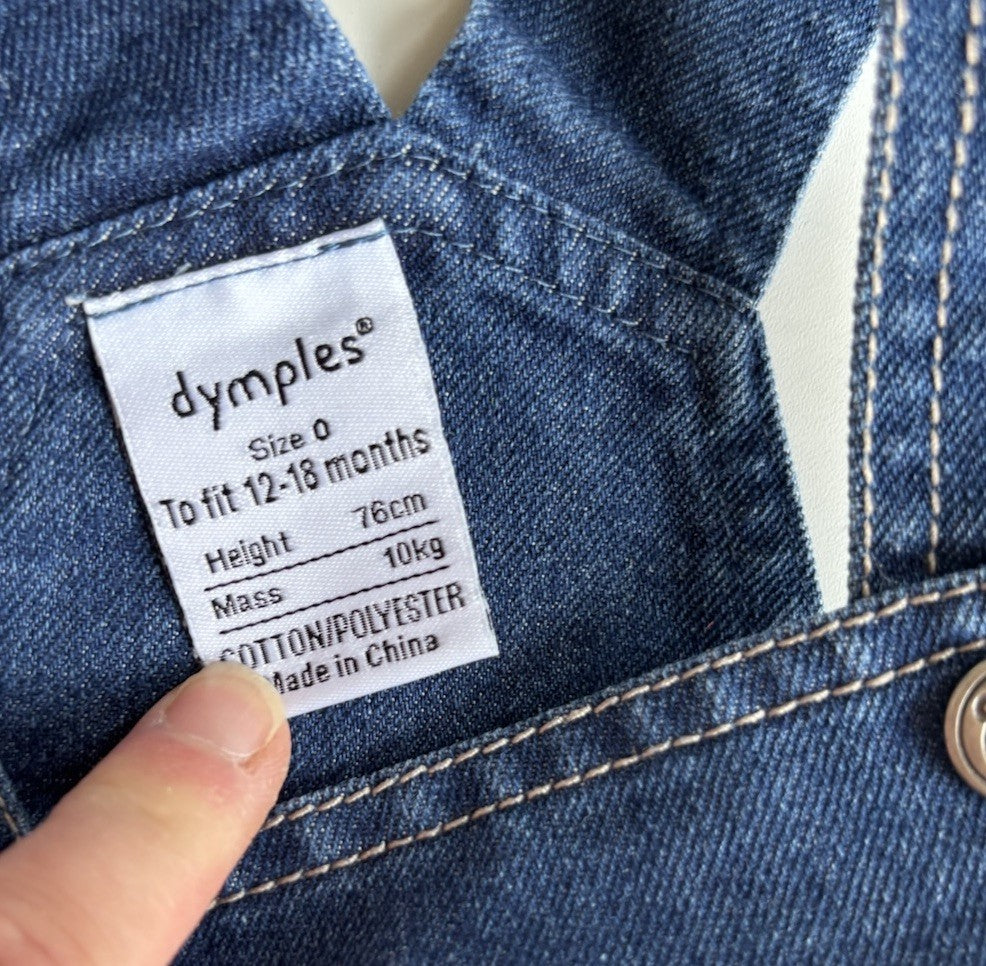 dymples®
Size 0
To fit 12-18 months
Height 76cm
Mass 10kg
COTTON/POLYESTER
Made in China